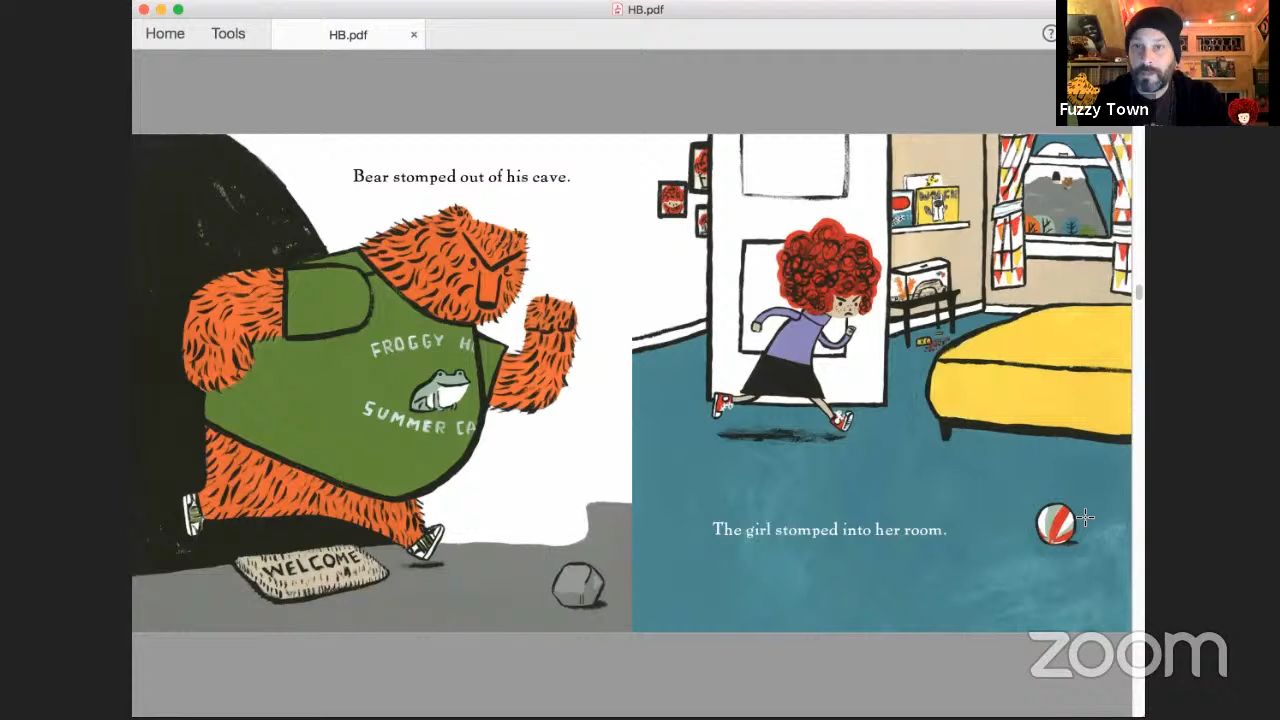 HB.pdf
Home
Tools
HB.pdf
×
?
Fuzzy Town
Bear stomped out of his cave.
FROGGY H
SUMMER CA
WELCOME
The girl stomped into her room.
zoom